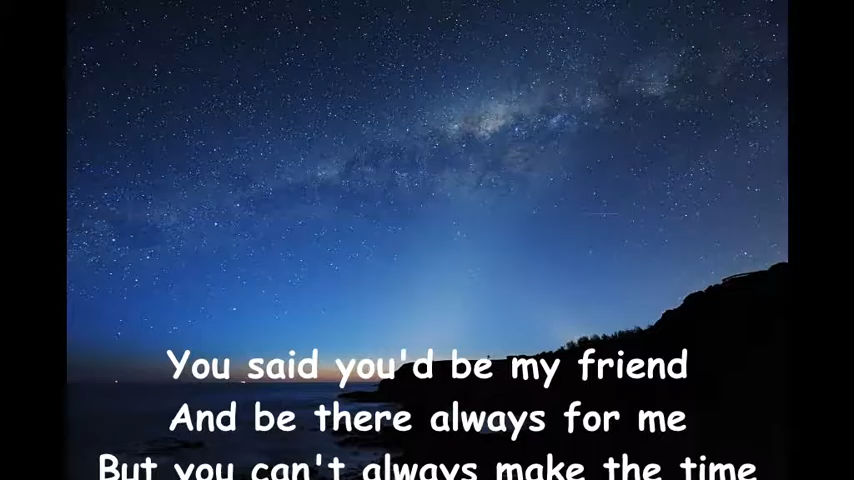 You said you'd be my friend
And be there always for me
But you can't always make the time